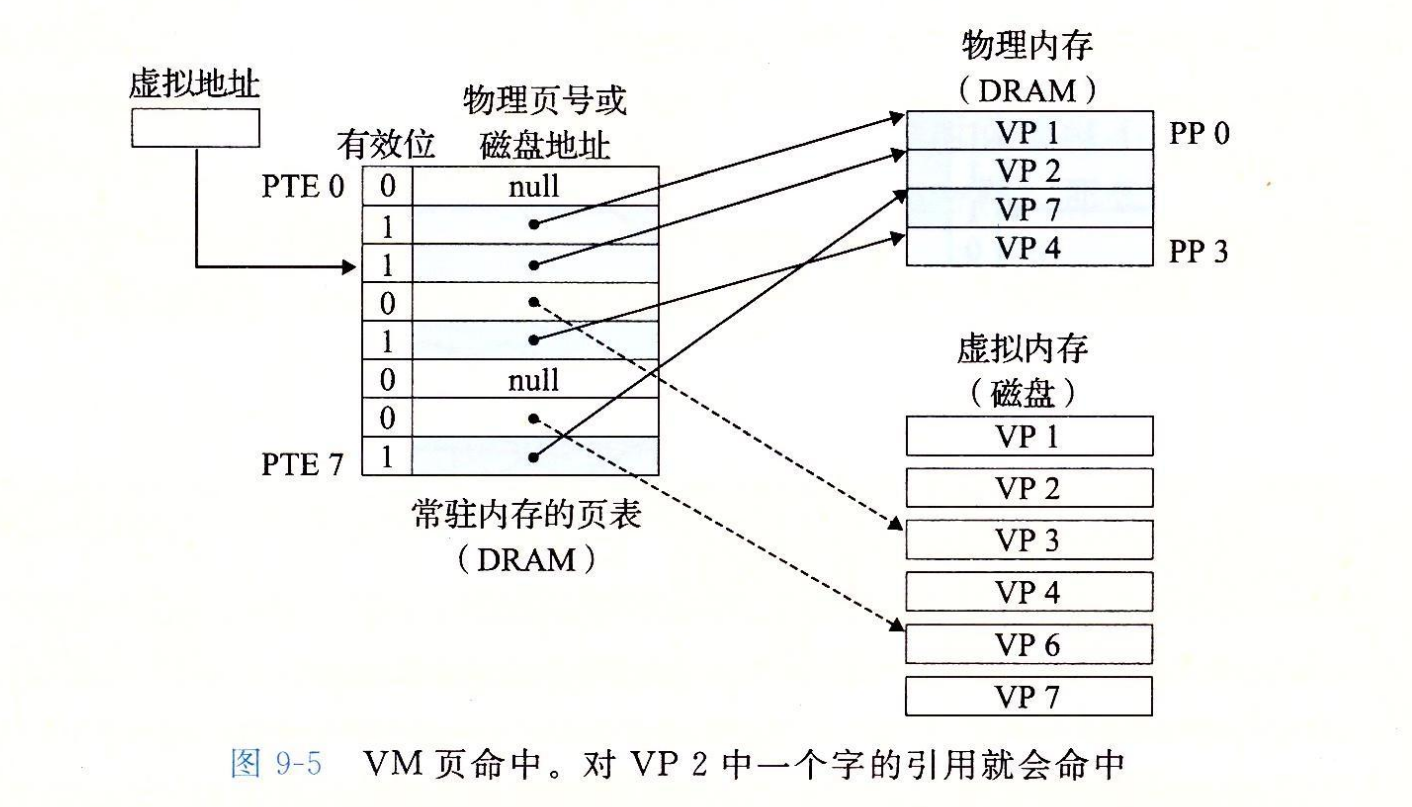 虚拟地址
物理页号或
磁盘地址
有效位
PTE 0
0
null
1
1
0
1
0
null
0
PTE 7
1
常驻内存的页表
（DRAM）
物理内存
（DRAM）
VP 1
PP 0
VP 2
VP 7
VP 4
PP 3
虚拟内存
（磁盘）
VP 1
VP 2
VP 3
VP 4
VP 6
VP 7
图 9-5 VM 页命中。对 VP 2 中一个字的引用就会命中